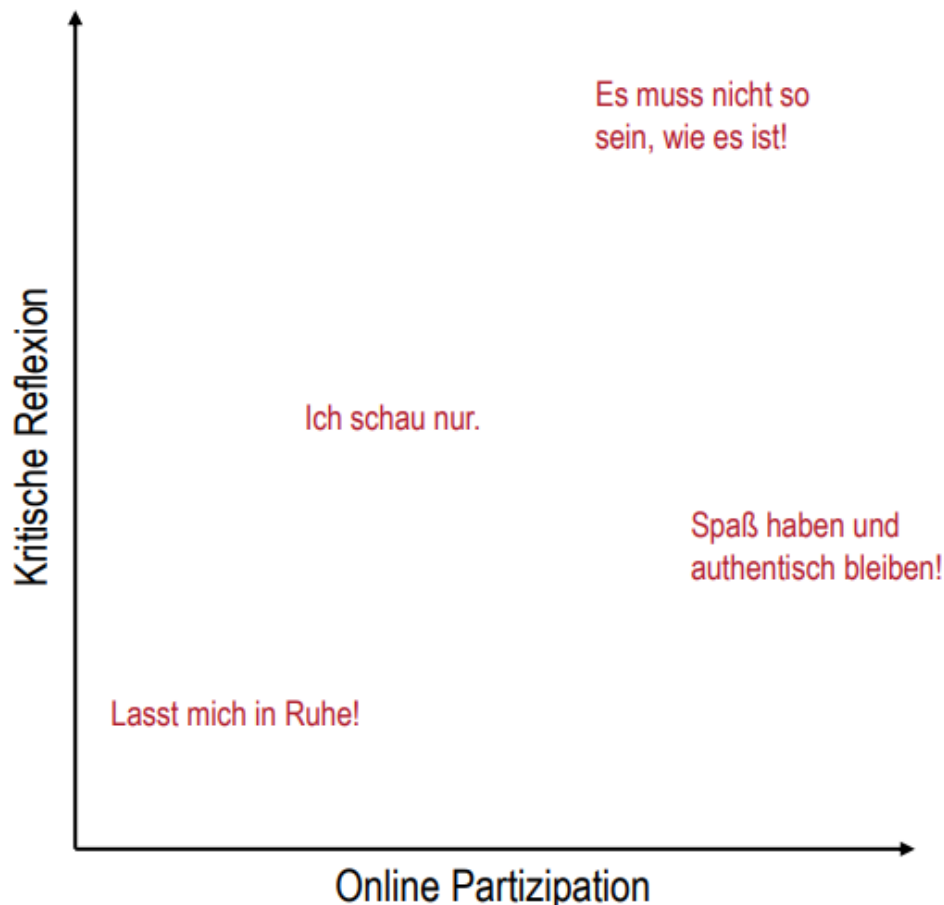 Es muss nicht so
sein, wie es ist!
Kritische Reflexion
Ich schau nur.
Spaß haben und
authentisch bleiben!
Lasst mich in Ruhe!
Online Partizipation